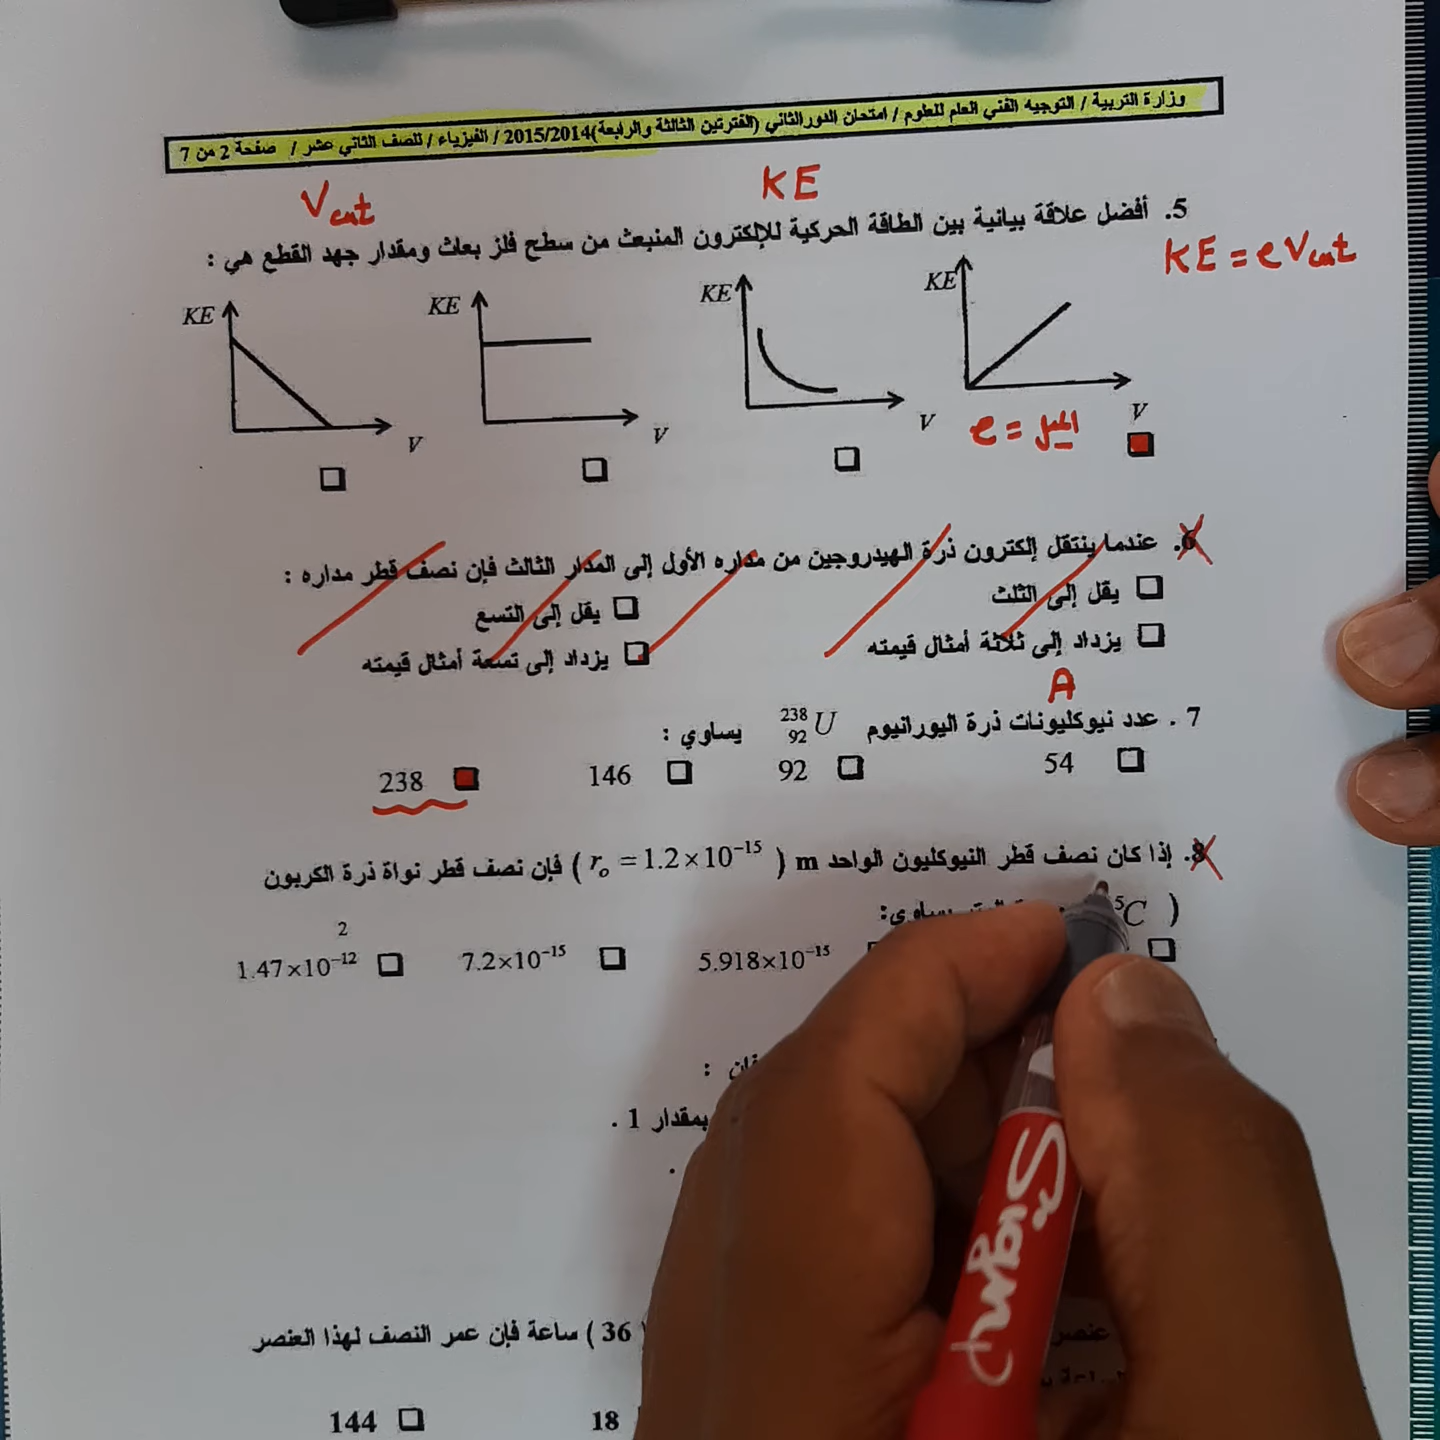 وزارة التربية / التوجيه الفني العام للعلوم / امتحان الدور الثاني (الفترتين الثالثة والرابعة) 2015/2014 / الفيزياء / للصف الثاني عشر / صفحة 2 من 7
KE
Vcut
5. أفضل علاقة بيانية بين الطاقة الحركية للإلكترون المنبعث من سطح فلز بعاث ومقدار جهد القطع هي :
KE = eVcut
KE KE KE KE
V V V V
e = الميل
6. عندما ينتقل إلكترون ذرة الهيدروجين من مداره الأول إلى المدار الثالث فإن نصف قطر مداره :
يقل إلى الثلث يقل إلى التسع
يزداد إلى ثلاثة أمثال قيمته يزداد إلى تسعة أمثال قيمته
A
7 . عدد نيوكليونات ذرة اليورانيوم 238 92 U يساوي :
54 92 146 238
8. إذا كان نصف قطر النيوكليون الواحد m ( r₀ = 1.2×10⁻¹⁵ ) فإن نصف قطر نواة ذرة الكربون
( C يساوي:
2
5.918×10⁻¹⁵ 7.2×10⁻¹⁵ 1.47×10⁻¹²
فإن :
بمقدار 1 .
عنصر ( 36 ) ساعة فإن عمر النصف لهذا العنصر
18 144
Signu